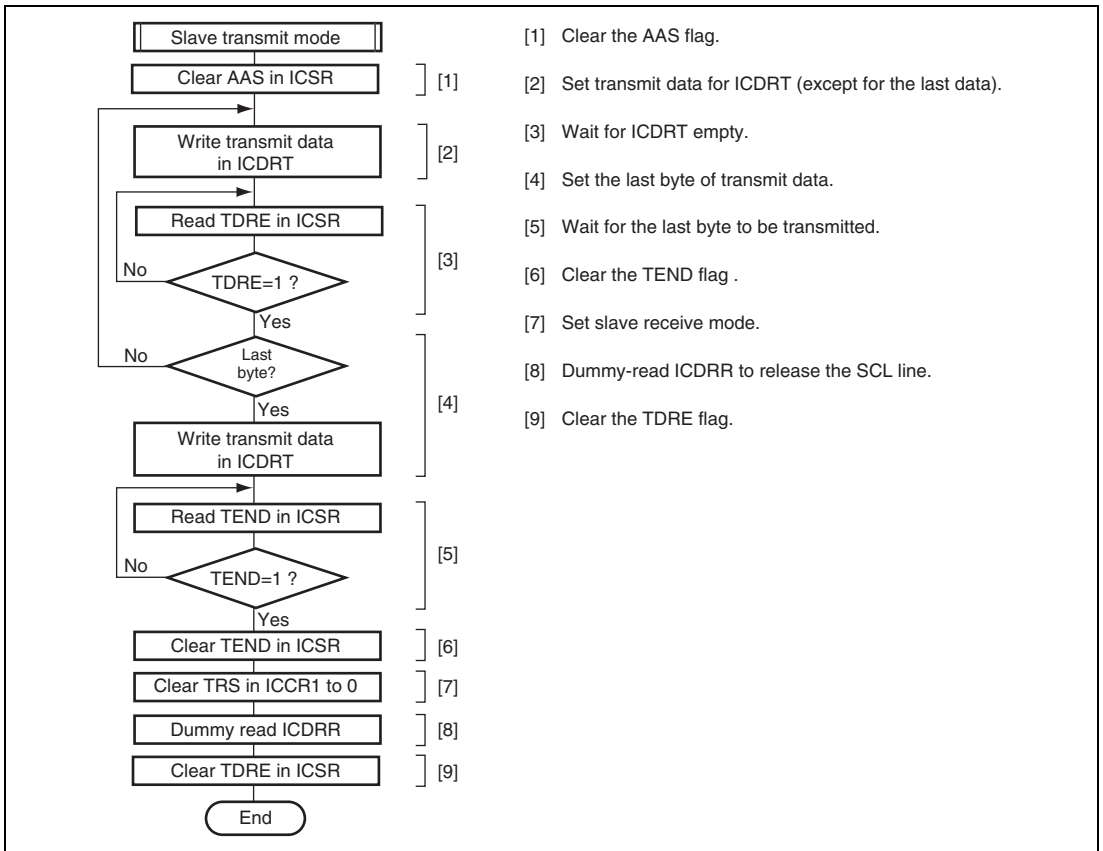 Slave transmit mode
Clear AAS in ICSR
[1]
Write transmit data
in ICDRT
[2]
Read TDRE in ICSR
No
TDRE=1 ?
[3]
Yes
No
Last
byte?
Yes
[4]
Write transmit data
in ICDRT
Read TEND in ICSR
No
TEND=1 ?
[5]
Yes
Clear TEND in ICSR
[6]
Clear TRS in ICCR1 to 0
[7]
Dummy read ICDRR
[8]
Clear TDRE in ICSR
[9]
End
[1] Clear the AAS flag.
[2] Set transmit data for ICDRT (except for the last data).
[3] Wait for ICDRT empty.
[4] Set the last byte of transmit data.
[5] Wait for the last byte to be transmitted.
[6] Clear the TEND flag .
[7] Set slave receive mode.
[8] Dummy-read ICDRR to release the SCL line.
[9] Clear the TDRE flag.